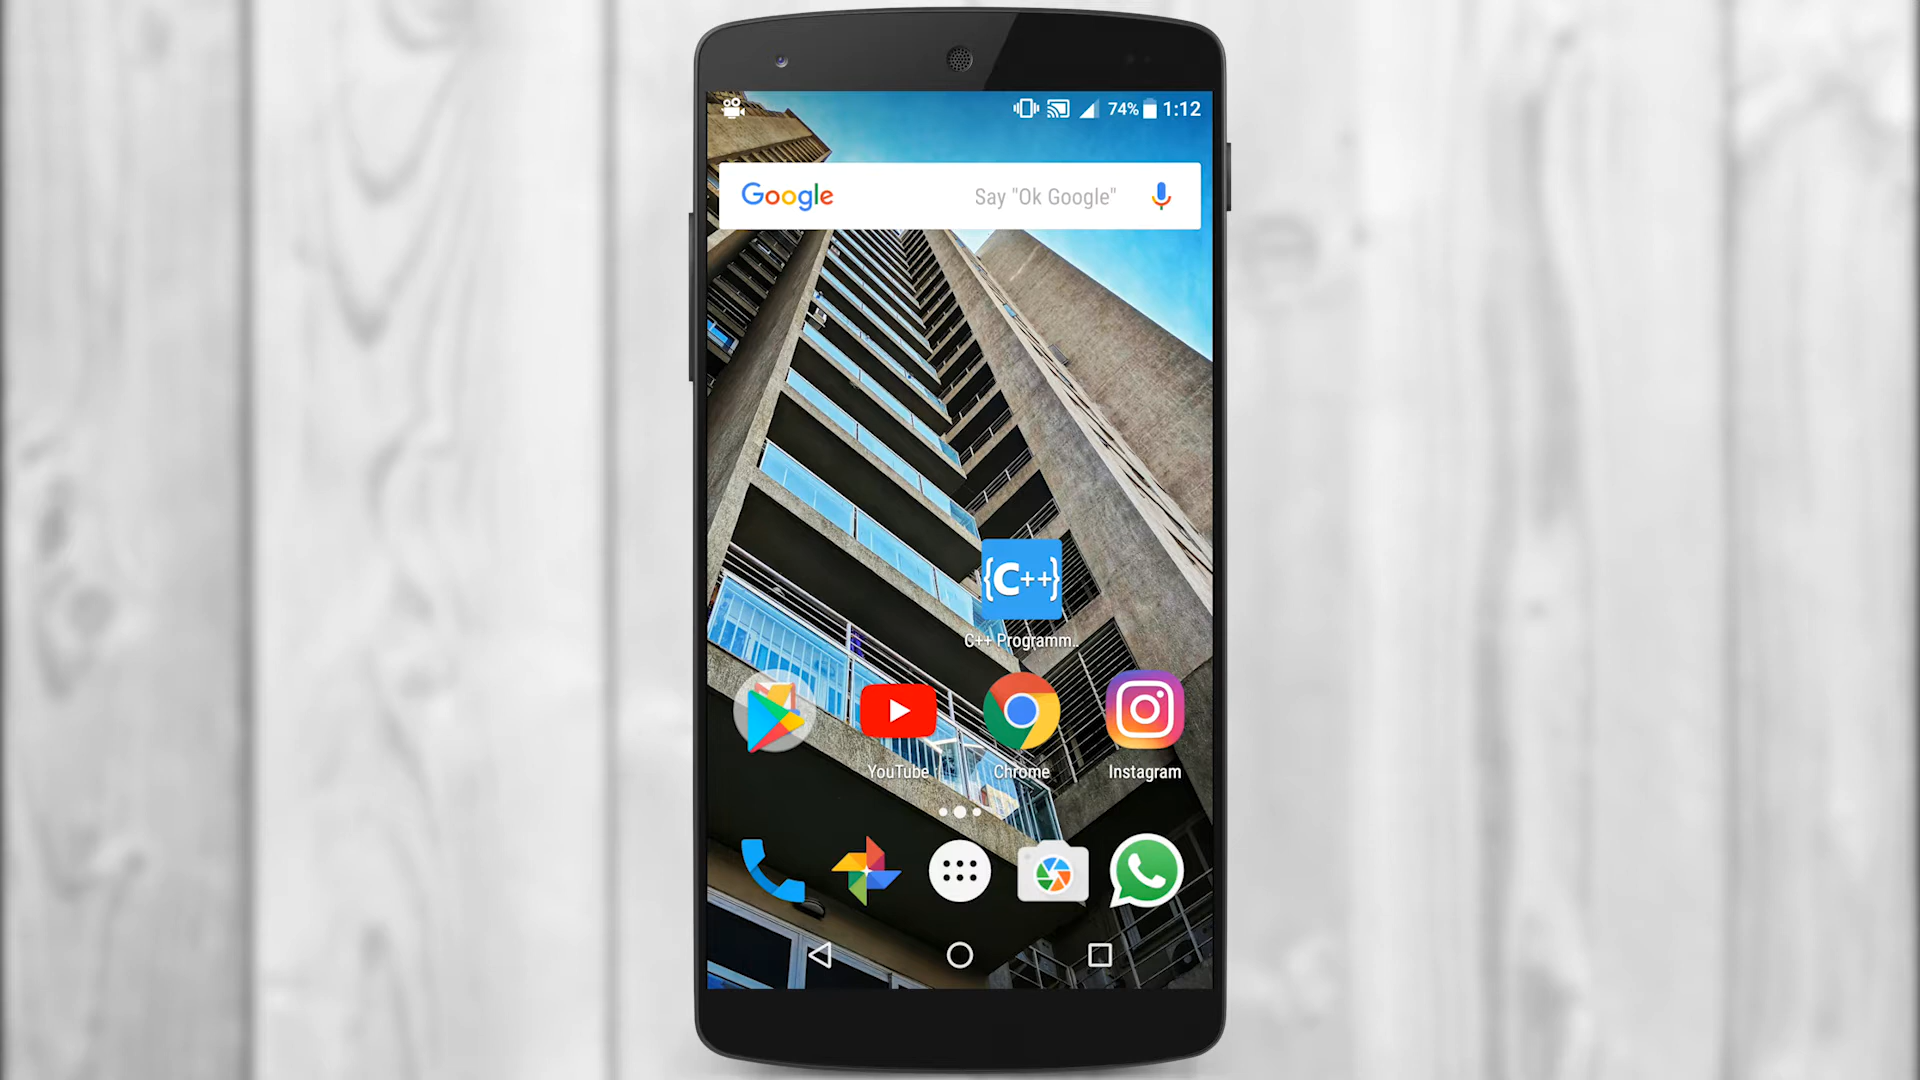 74% 1:12
Google Say "Ok Google"
{C++}
C++ Programm..
YouTube Chrome Instagram